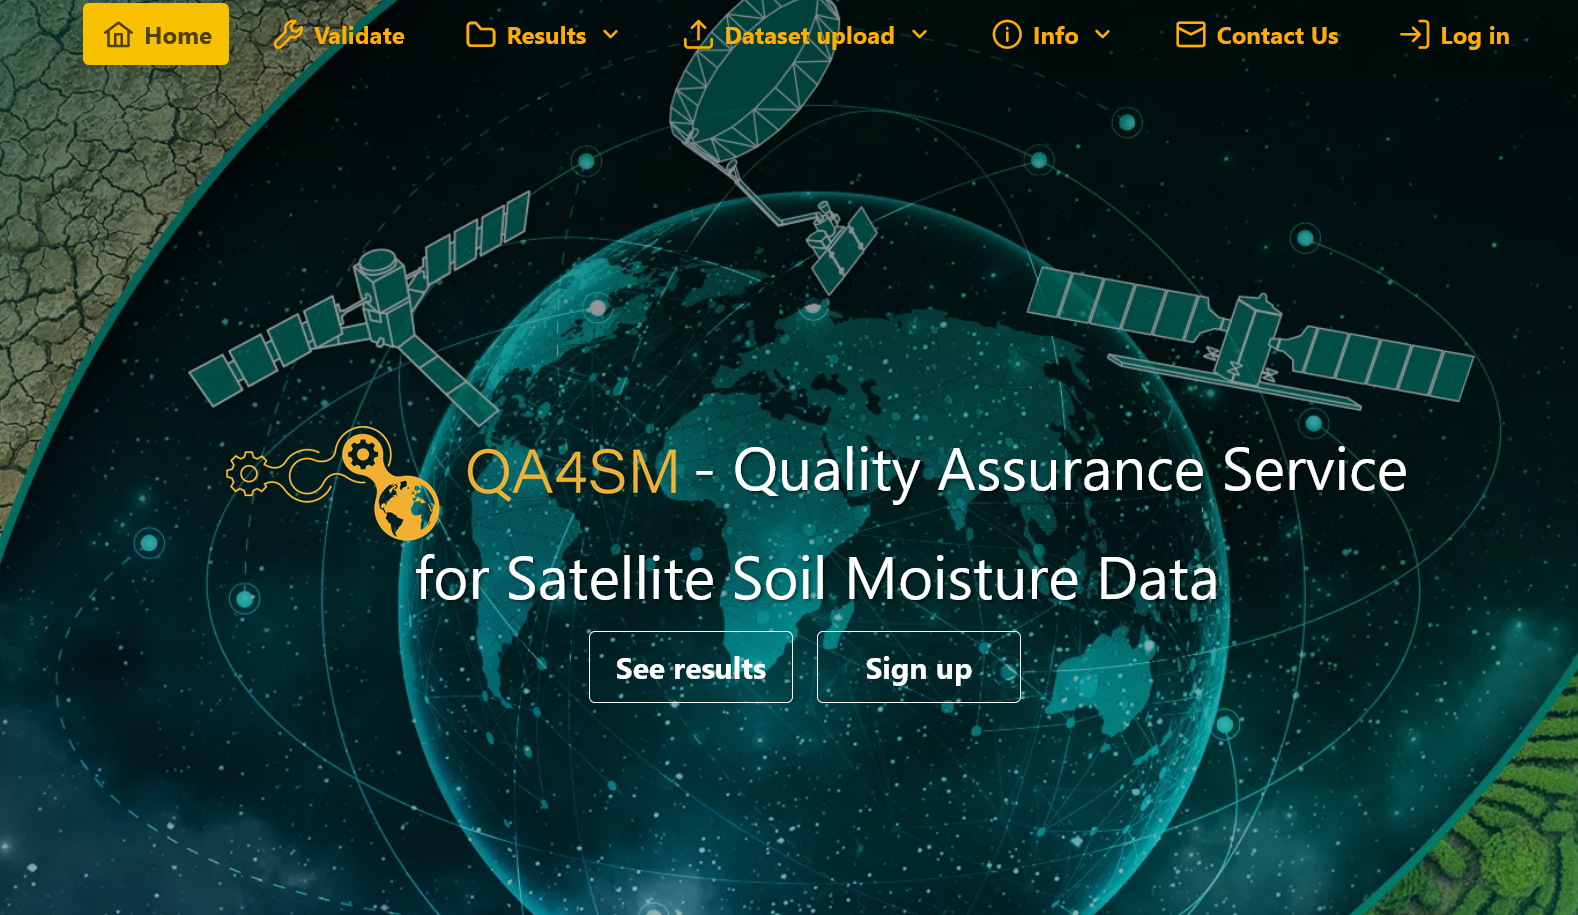 Home Validate Results Dataset upload Info Contact Us Log in
QA4SM - Quality Assurance Service
for Satellite Soil Moisture Data
See results Sign up